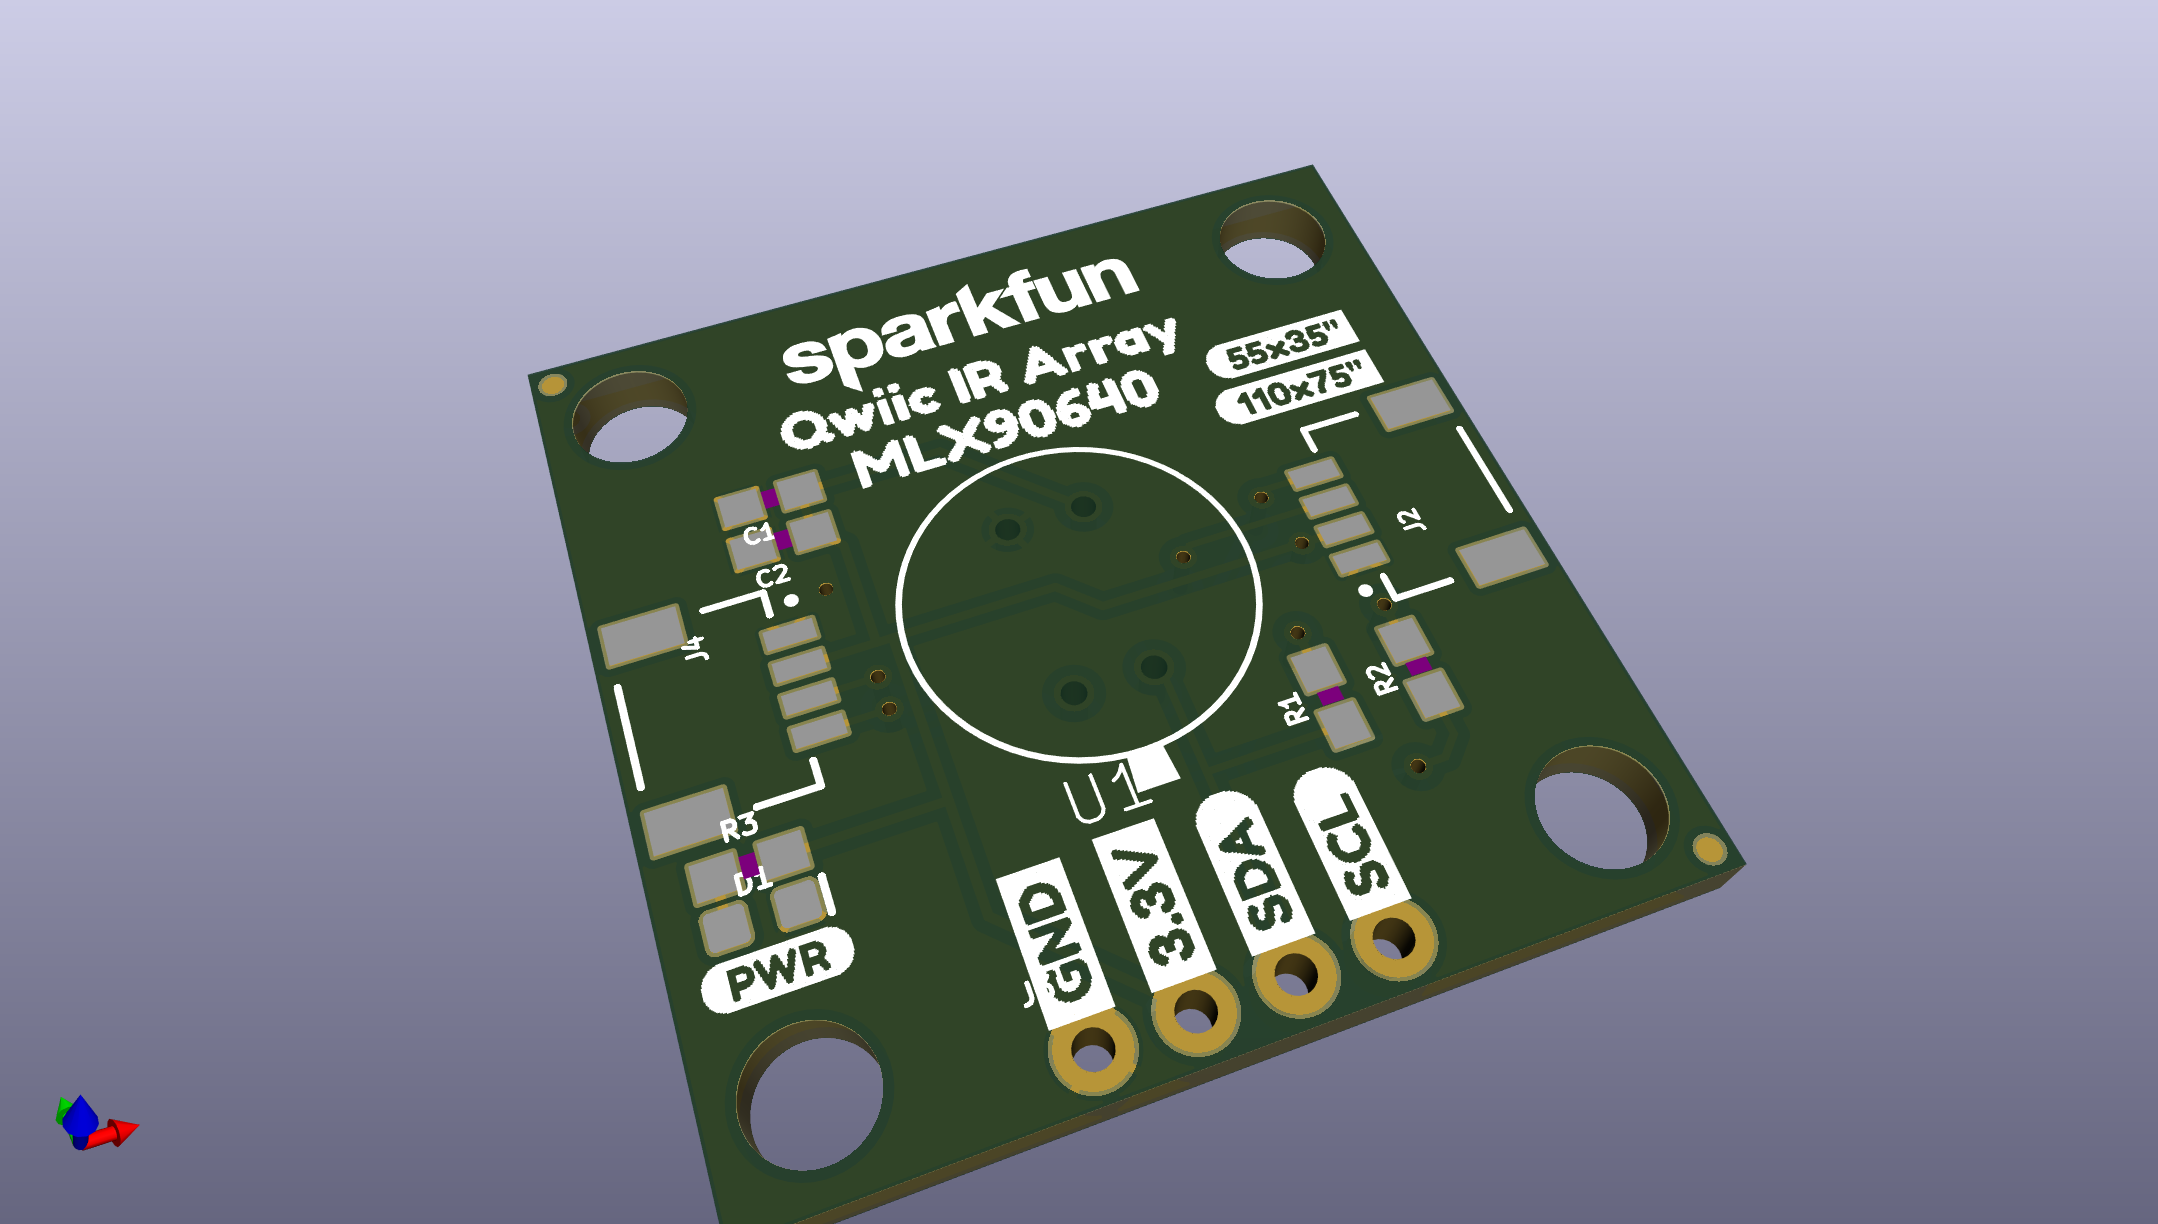 sparkfun
Qwiic IR Array
MLX90640
55x35"
110x75"
C1
C2
J2
J4
R2
R1
U1
R3
D1
PWR
GND
3.3V
SDA
SCL